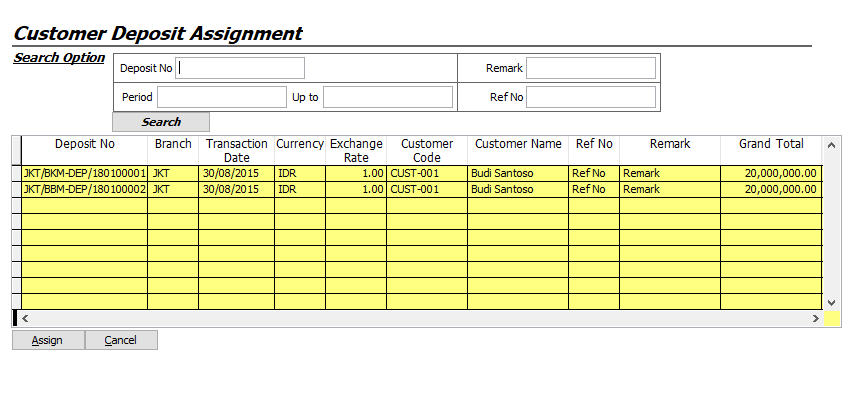 Customer Deposit Assignment
Search Option
Deposit No Remark
Period Up to Ref No
Search
Deposit No Branch Transaction Date Currency Exchange Rate Customer Code Customer Name Ref No Remark Grand Total
JKT/BKM-DEP/180100001 JKT 30/08/2015 IDR 1.00 CUST-001 Budi Santoso Ref No Remark 20,000,000.00
JKT/BBM-DEP/180100002 JKT 30/08/2015 IDR 1.00 CUST-001 Budi Santoso Ref No Remark 20,000,000.00
Assign Cancel